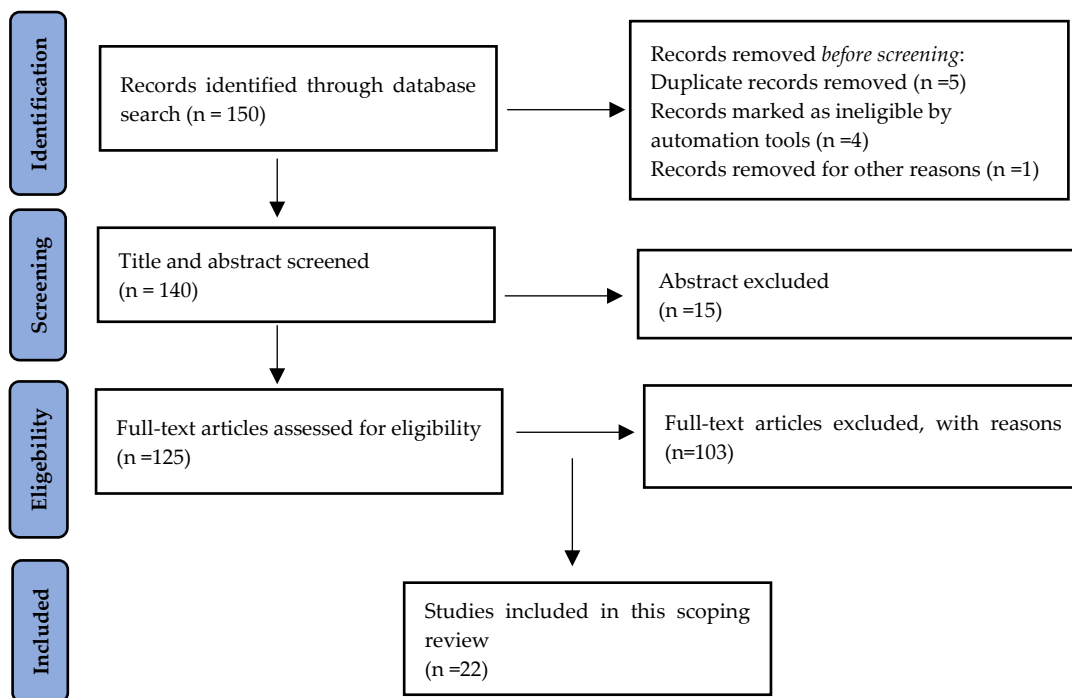 Identification
Records identified through database
search (n = 150)
Records removed before screening:
Duplicate records removed (n =5)
Records marked as ineligible by
automation tools (n =4)
Records removed for other reasons (n =1)
Screening
Title and abstract screened
(n = 140)
Abstract excluded
(n =15)
Eligebility
Full-text articles assessed for eligibility
(n =125)
Full-text articles excluded, with reasons
(n=103)
Included
Studies included in this scoping
review
(n =22)